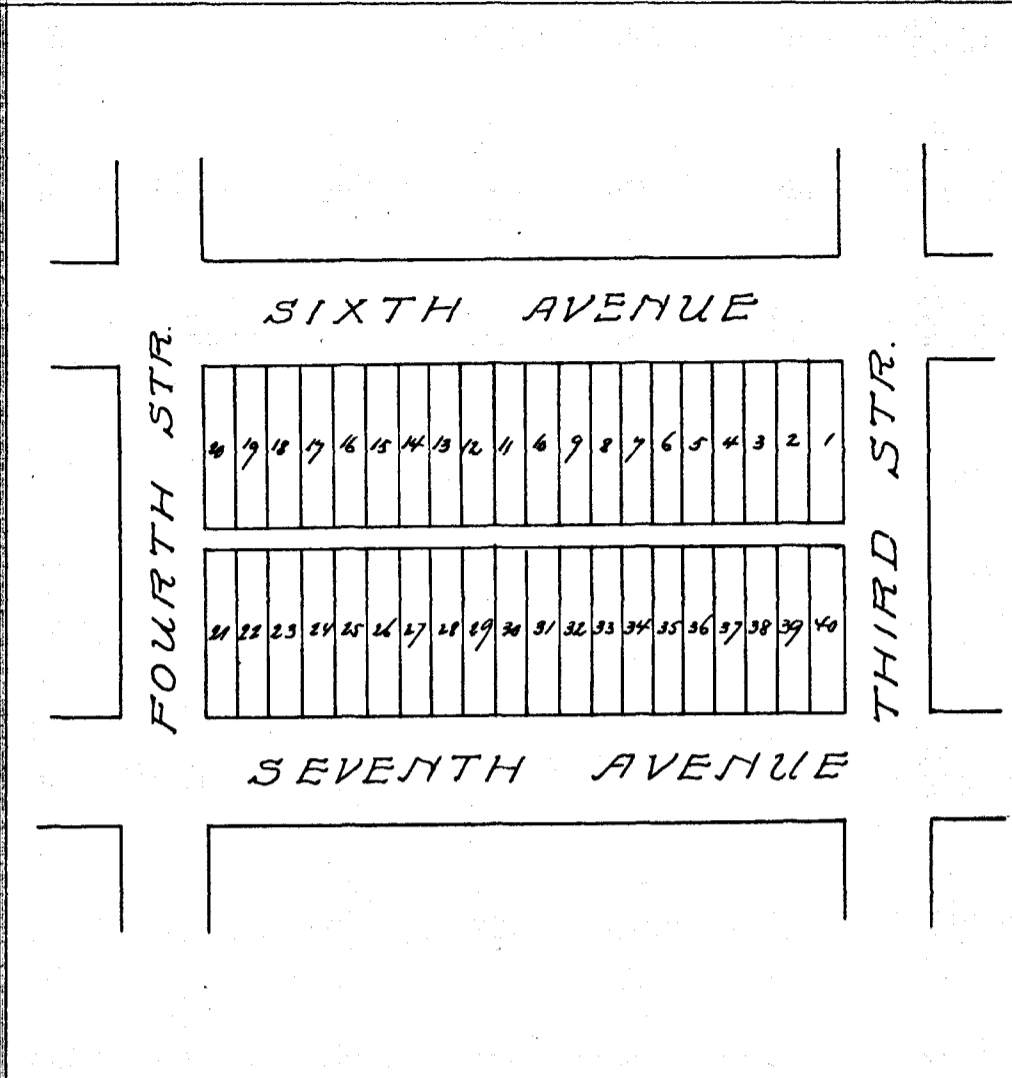 SIXTH AVENUE
FOURTH STR.
THIRD STR.
20 19 18 17 16 15 14 13 12 11 10 9 8 7 6 5 4 3 2 1
21 22 23 24 25 26 27 28 29 30 31 32 33 34 35 36 37 38 39 40
SEVENTH AVENUE